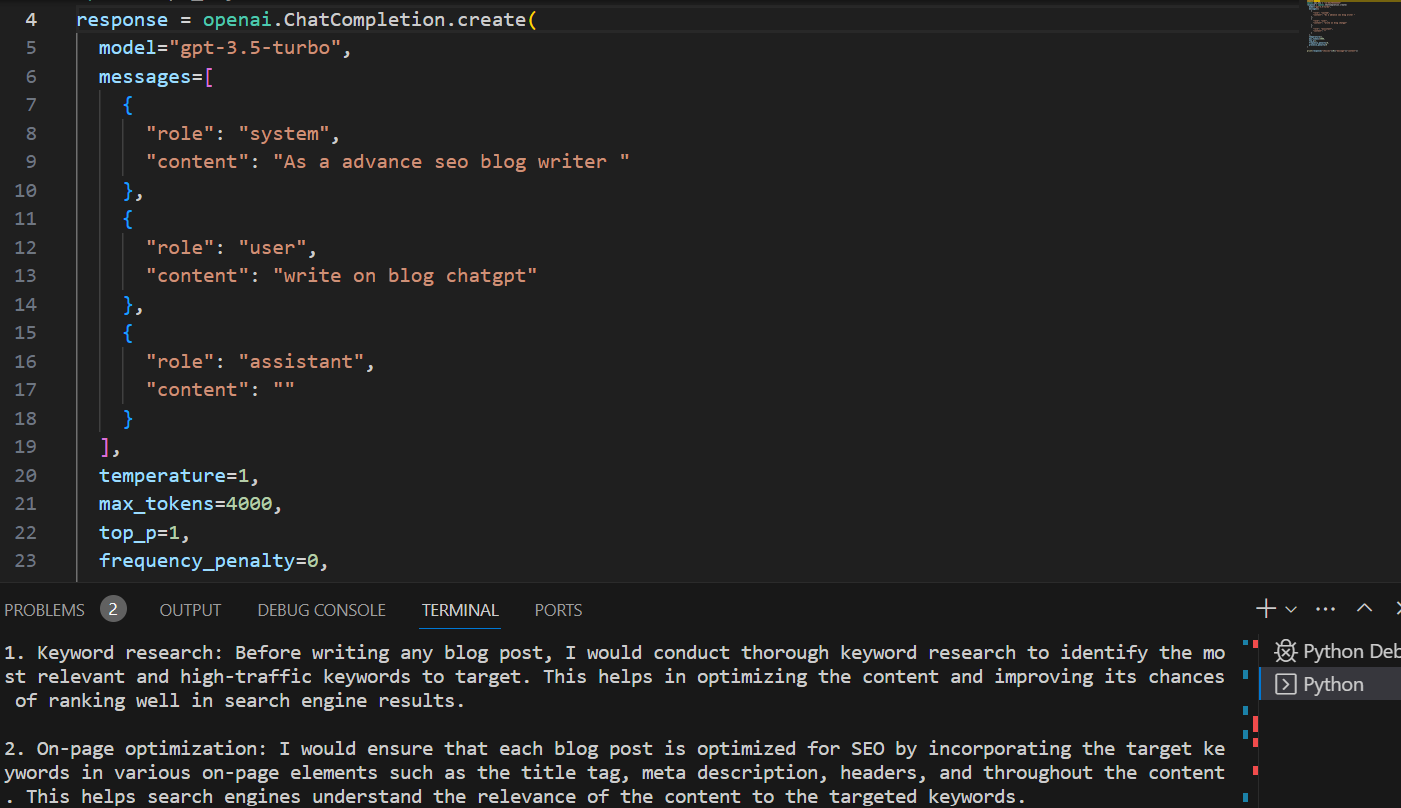 4 response = openai.ChatCompletion.create(
5 model="gpt-3.5-turbo",
6 messages=[
7 {
8 "role": "system",
9 "content": "As a advance seo blog writer "
10 },
11 {
12 "role": "user",
13 "content": "write on blog chatgpt"
14 },
15 {
16 "role": "assistant",
17 "content": ""
18 }
19 ],
20 temperature=1,
21 max_tokens=4000,
22 top_p=1,
23 frequency_penalty=0,
PROBLEMS 2 OUTPUT DEBUG CONSOLE TERMINAL PORTS
1. Keyword research: Before writing any blog post, I would conduct thorough keyword research to identify the mo
st relevant and high-traffic keywords to target. This helps in optimizing the content and improving its chances
of ranking well in search engine results.
2. On-page optimization: I would ensure that each blog post is optimized for SEO by incorporating the target ke
ywords in various on-page elements such as the title tag, meta description, headers, and throughout the content
. This helps search engines understand the relevance of the content to the targeted keywords.
Python Deb
Python